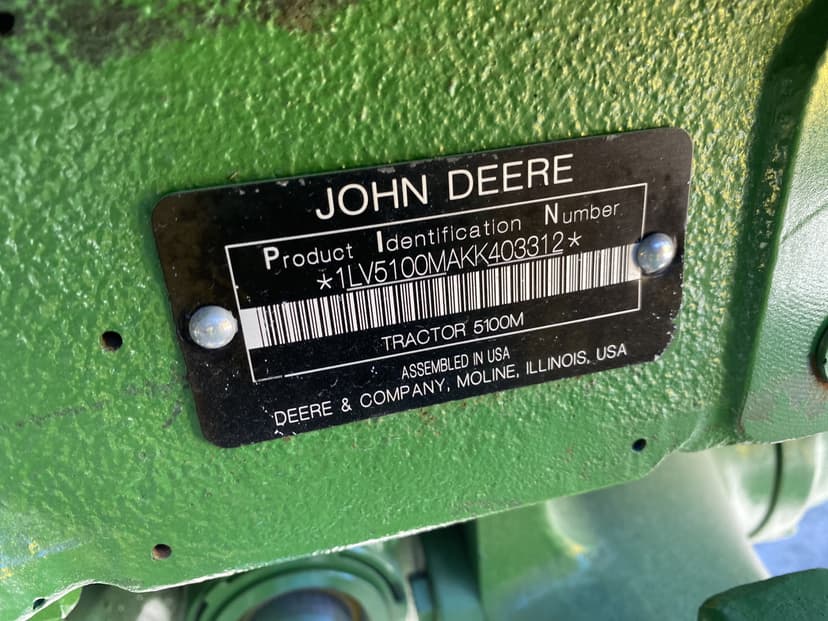 JOHN DEERE
Product Identification Number
*1LV5100MAKK403312*
TRACTOR 5100M
ASSEMBLED IN USA
DEERE & COMPANY, MOLINE, ILLINOIS, USA